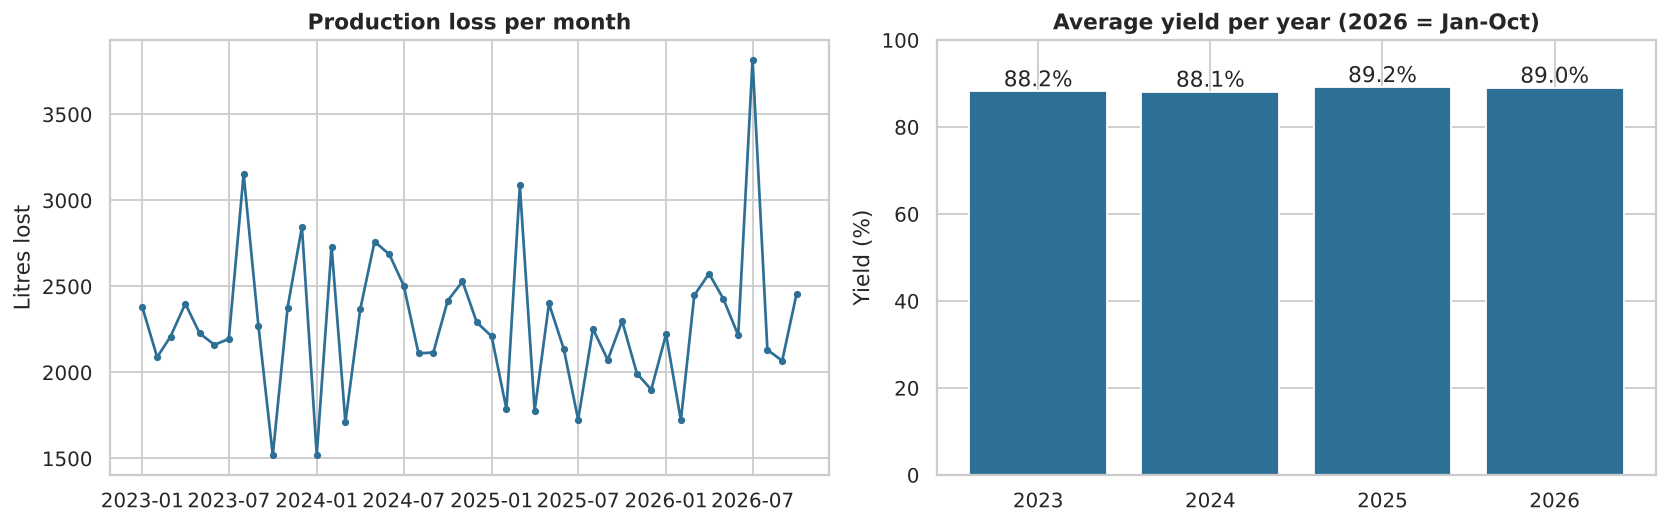 Production loss per month
Litres lost
3500
3000
2500
2000
1500
2023-01 2023-07 2024-01 2024-07 2025-01 2025-07 2026-01 2026-07
Average yield per year (2026 = Jan-Oct)
Yield (%)
100
80
60
40
20
0
88.2% 88.1% 89.2% 89.0%
2023 2024 2025 2026